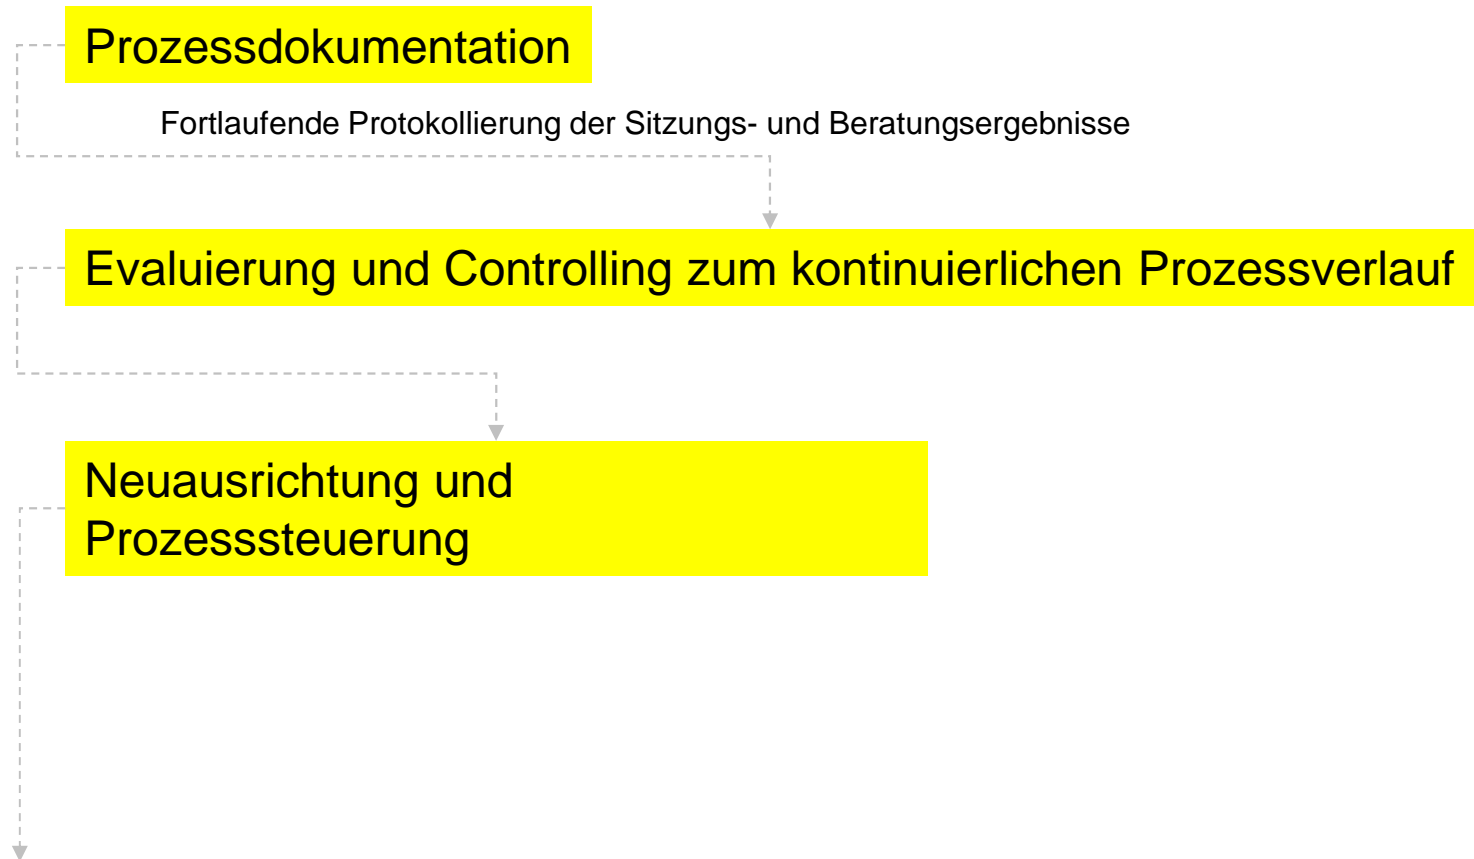 Prozessdokumentation
Fortlaufende Protokollierung der Sitzungs- und Beratungsergebnisse
Evaluierung und Controlling zum kontinuierlichen Prozessverlauf
Neuausrichtung und
Prozesssteuerung